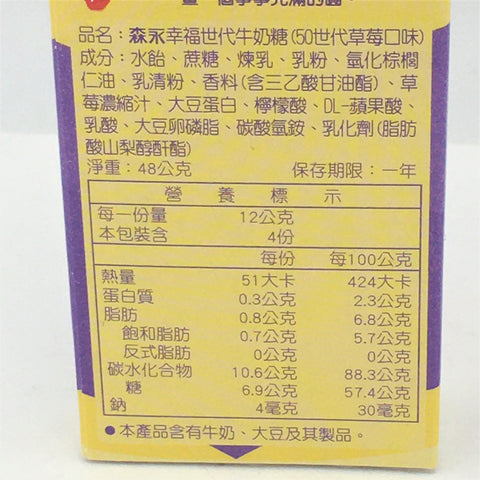 品名：森永幸福世代牛奶糖(50世代草莓口味)
成分：水飴、蔗糖、煉乳、乳粉、氫化棕櫚
仁油、乳清粉、香料(含三乙酸甘油酯)、草
莓濃縮汁、大豆蛋白、檸檬酸、DL-蘋果酸、
乳酸、大豆卵磷脂、碳酸氫銨、乳化劑(脂肪
酸山梨醇酐酯)
淨重：48公克 保存期限：一年
營養標示
每一份量 12公克
本包裝含 4份
每份 每100公克
熱量 51大卡 424大卡
蛋白質 0.3公克 2.3公克
脂肪 0.8公克 6.8公克
飽和脂肪 0.7公克 5.7公克
反式脂肪 0公克 0公克
碳水化合物 10.6公克 88.3公克
糖 6.9公克 57.4公克
鈉 4毫克 30毫克
●本產品含有牛奶、大豆及其製品。